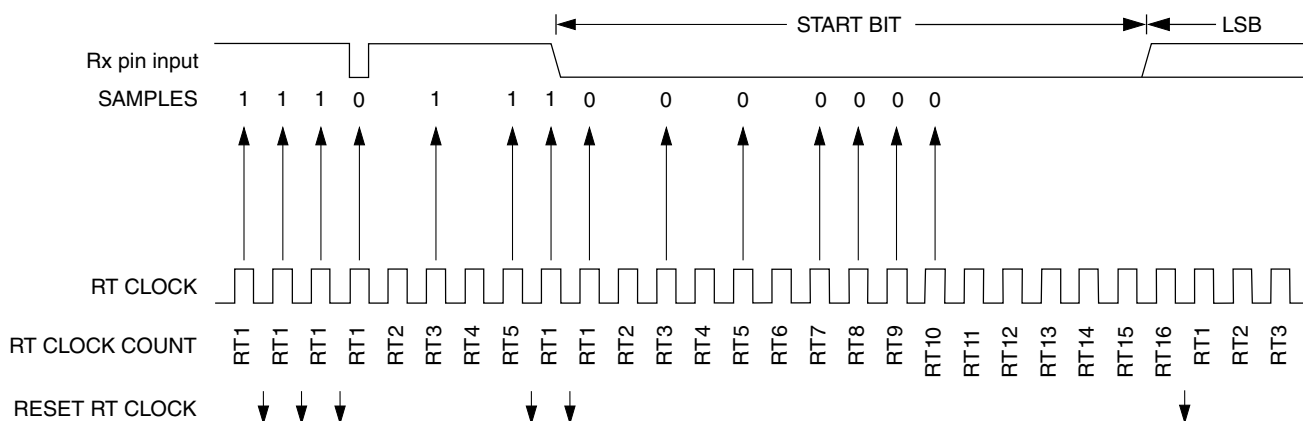 START BIT
LSB
Rx pin input
SAMPLES 1 1 1 0 1 1 1 0 0 0 0 0 0 0
RT CLOCK
RT CLOCK COUNT RT1 RT1 RT1 RT1 RT2 RT3 RT4 RT5 RT1 RT1 RT2 RT3 RT4 RT5 RT6 RT7 RT8 RT9 RT10 RT11 RT12 RT13 RT14 RT15 RT16 RT1 RT2 RT3
RESET RT CLOCK